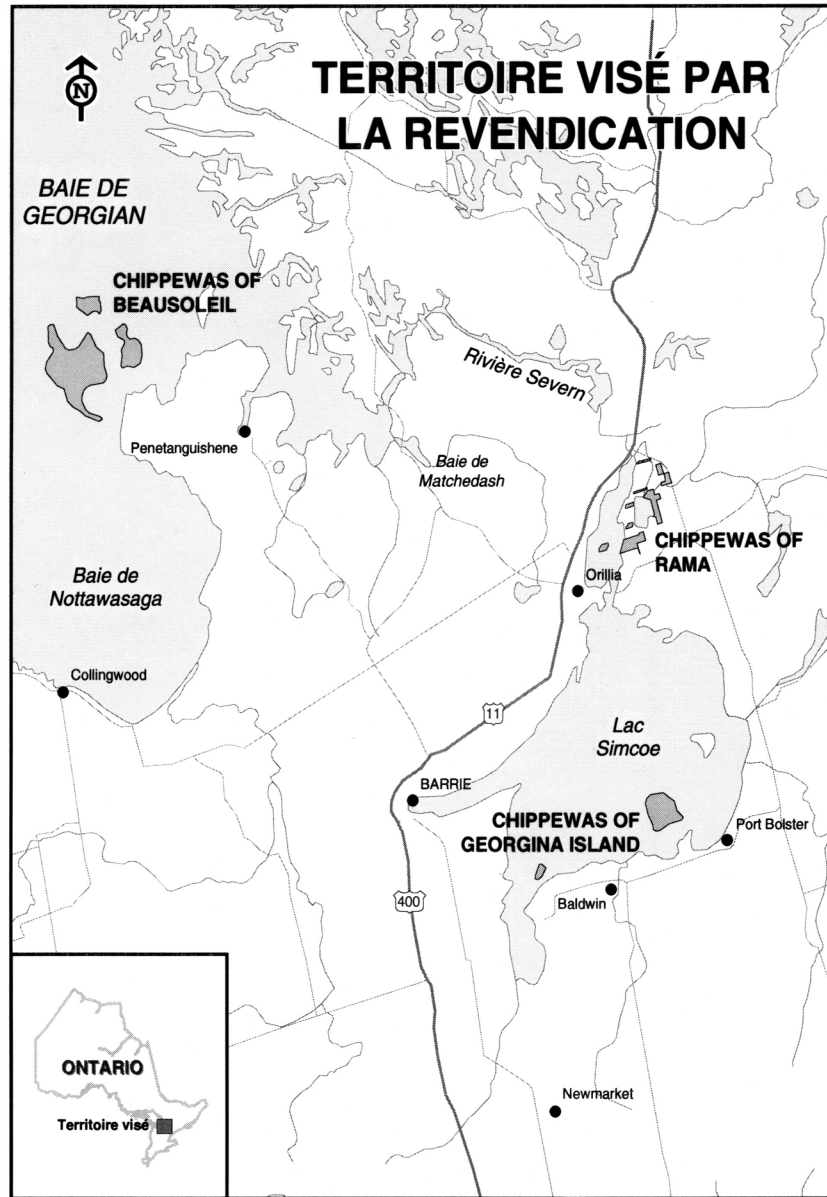 TERRITOIRE VISÉ PAR
LA REVENDICATION
N
BAIE DE
GEORGIAN
CHIPPEWAS OF
BEAUSOLEIL
Rivière Severn
Penetanguishene
Baie de
Matchedash
CHIPPEWAS OF
RAMA
Orillia
Baie de
Nottawasaga
Collingwood
11
Lac
Simcoe
BARRIE
CHIPPEWAS OF
GEORGINA ISLAND
Port Bolster
400
Baldwin
ONTARIO
Territoire visé
Newmarket